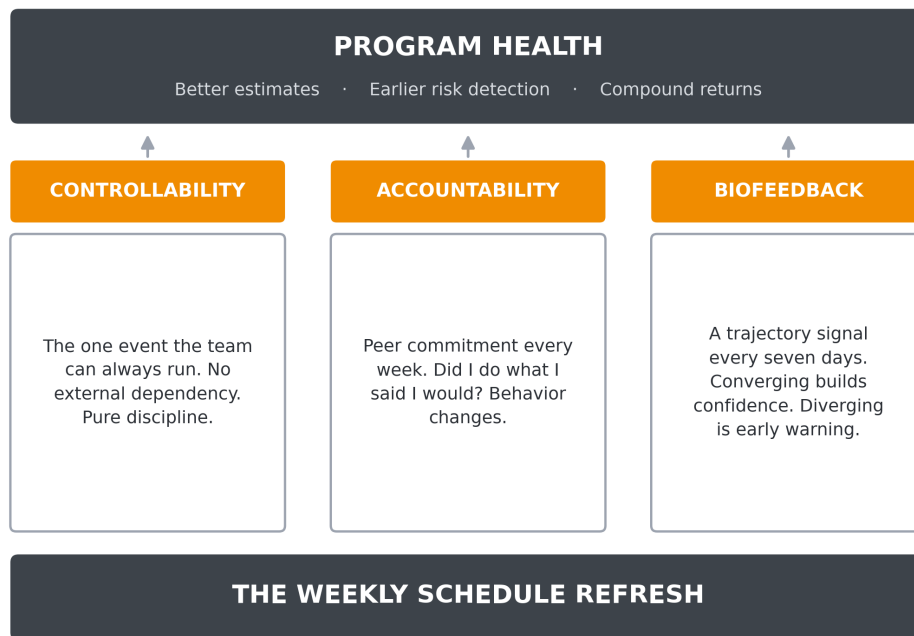 PROGRAM HEALTH
Better estimates · Earlier risk detection · Compound returns
CONTROLLABILITY
The one event the team
can always run. No
external dependency.
Pure discipline.
ACCOUNTABILITY
Peer commitment every
week. Did I do what I
said I would? Behavior
changes.
BIOFEEDBACK
A trajectory signal
every seven days.
Converging builds
confidence. Diverging
is early warning.
THE WEEKLY SCHEDULE REFRESH